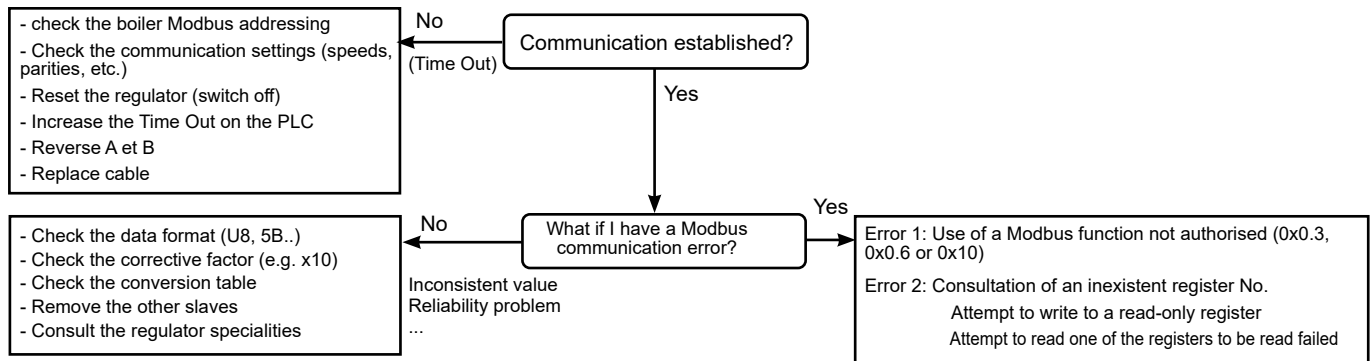 - check the boiler Modbus addressing
- Check the communication settings (speeds,
parities, etc.)
- Reset the regulator (switch off)
- Increase the Time Out on the PLC
- Reverse A et B
- Replace cable
No
(Time Out)
Communication established?
Yes
- Check the data format (U8, 5B..)
- Check the corrective factor (e.g. x10)
- Check the conversion table
- Remove the other slaves
- Consult the regulator specialities
No
Inconsistent value
Reliability problem
...
What if I have a Modbus
communication error?
Yes
Error 1: Use of a Modbus function not authorised (0x0.3,
0x0.6 or 0x10)
Error 2: Consultation of an inexistent register No.
Attempt to write to a read-only register
Attempt to read one of the registers to be read failed